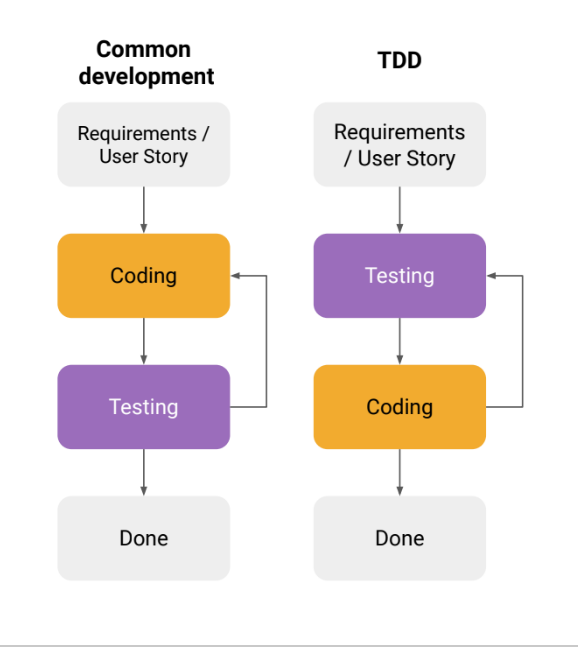 Common
development
Requirements /
User Story
Coding
Testing
Done
TDD
Requirements
/ User Story
Testing
Coding
Done